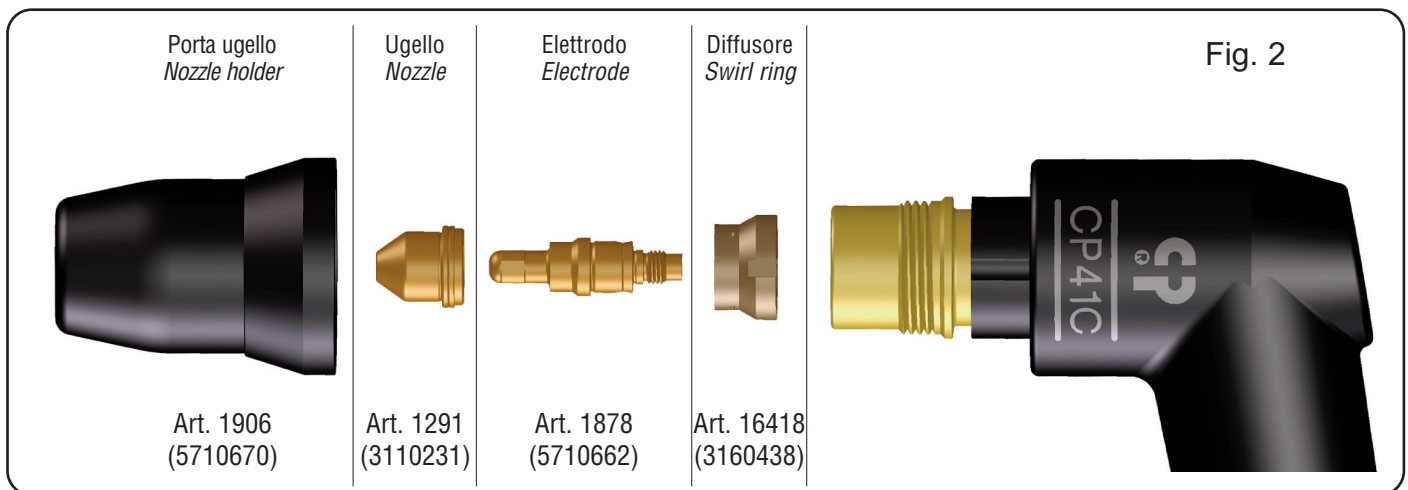 Porta ugello
Nozzle holder
Art. 1906
(5710670)
Ugello
Nozzle
Art. 1291
(3110231)
Elettrodo
Electrode
Art. 1878
(5710662)
Diffusore
Swirl ring
Art. 16418
(3160438)
Fig. 2
CP®
CP41C